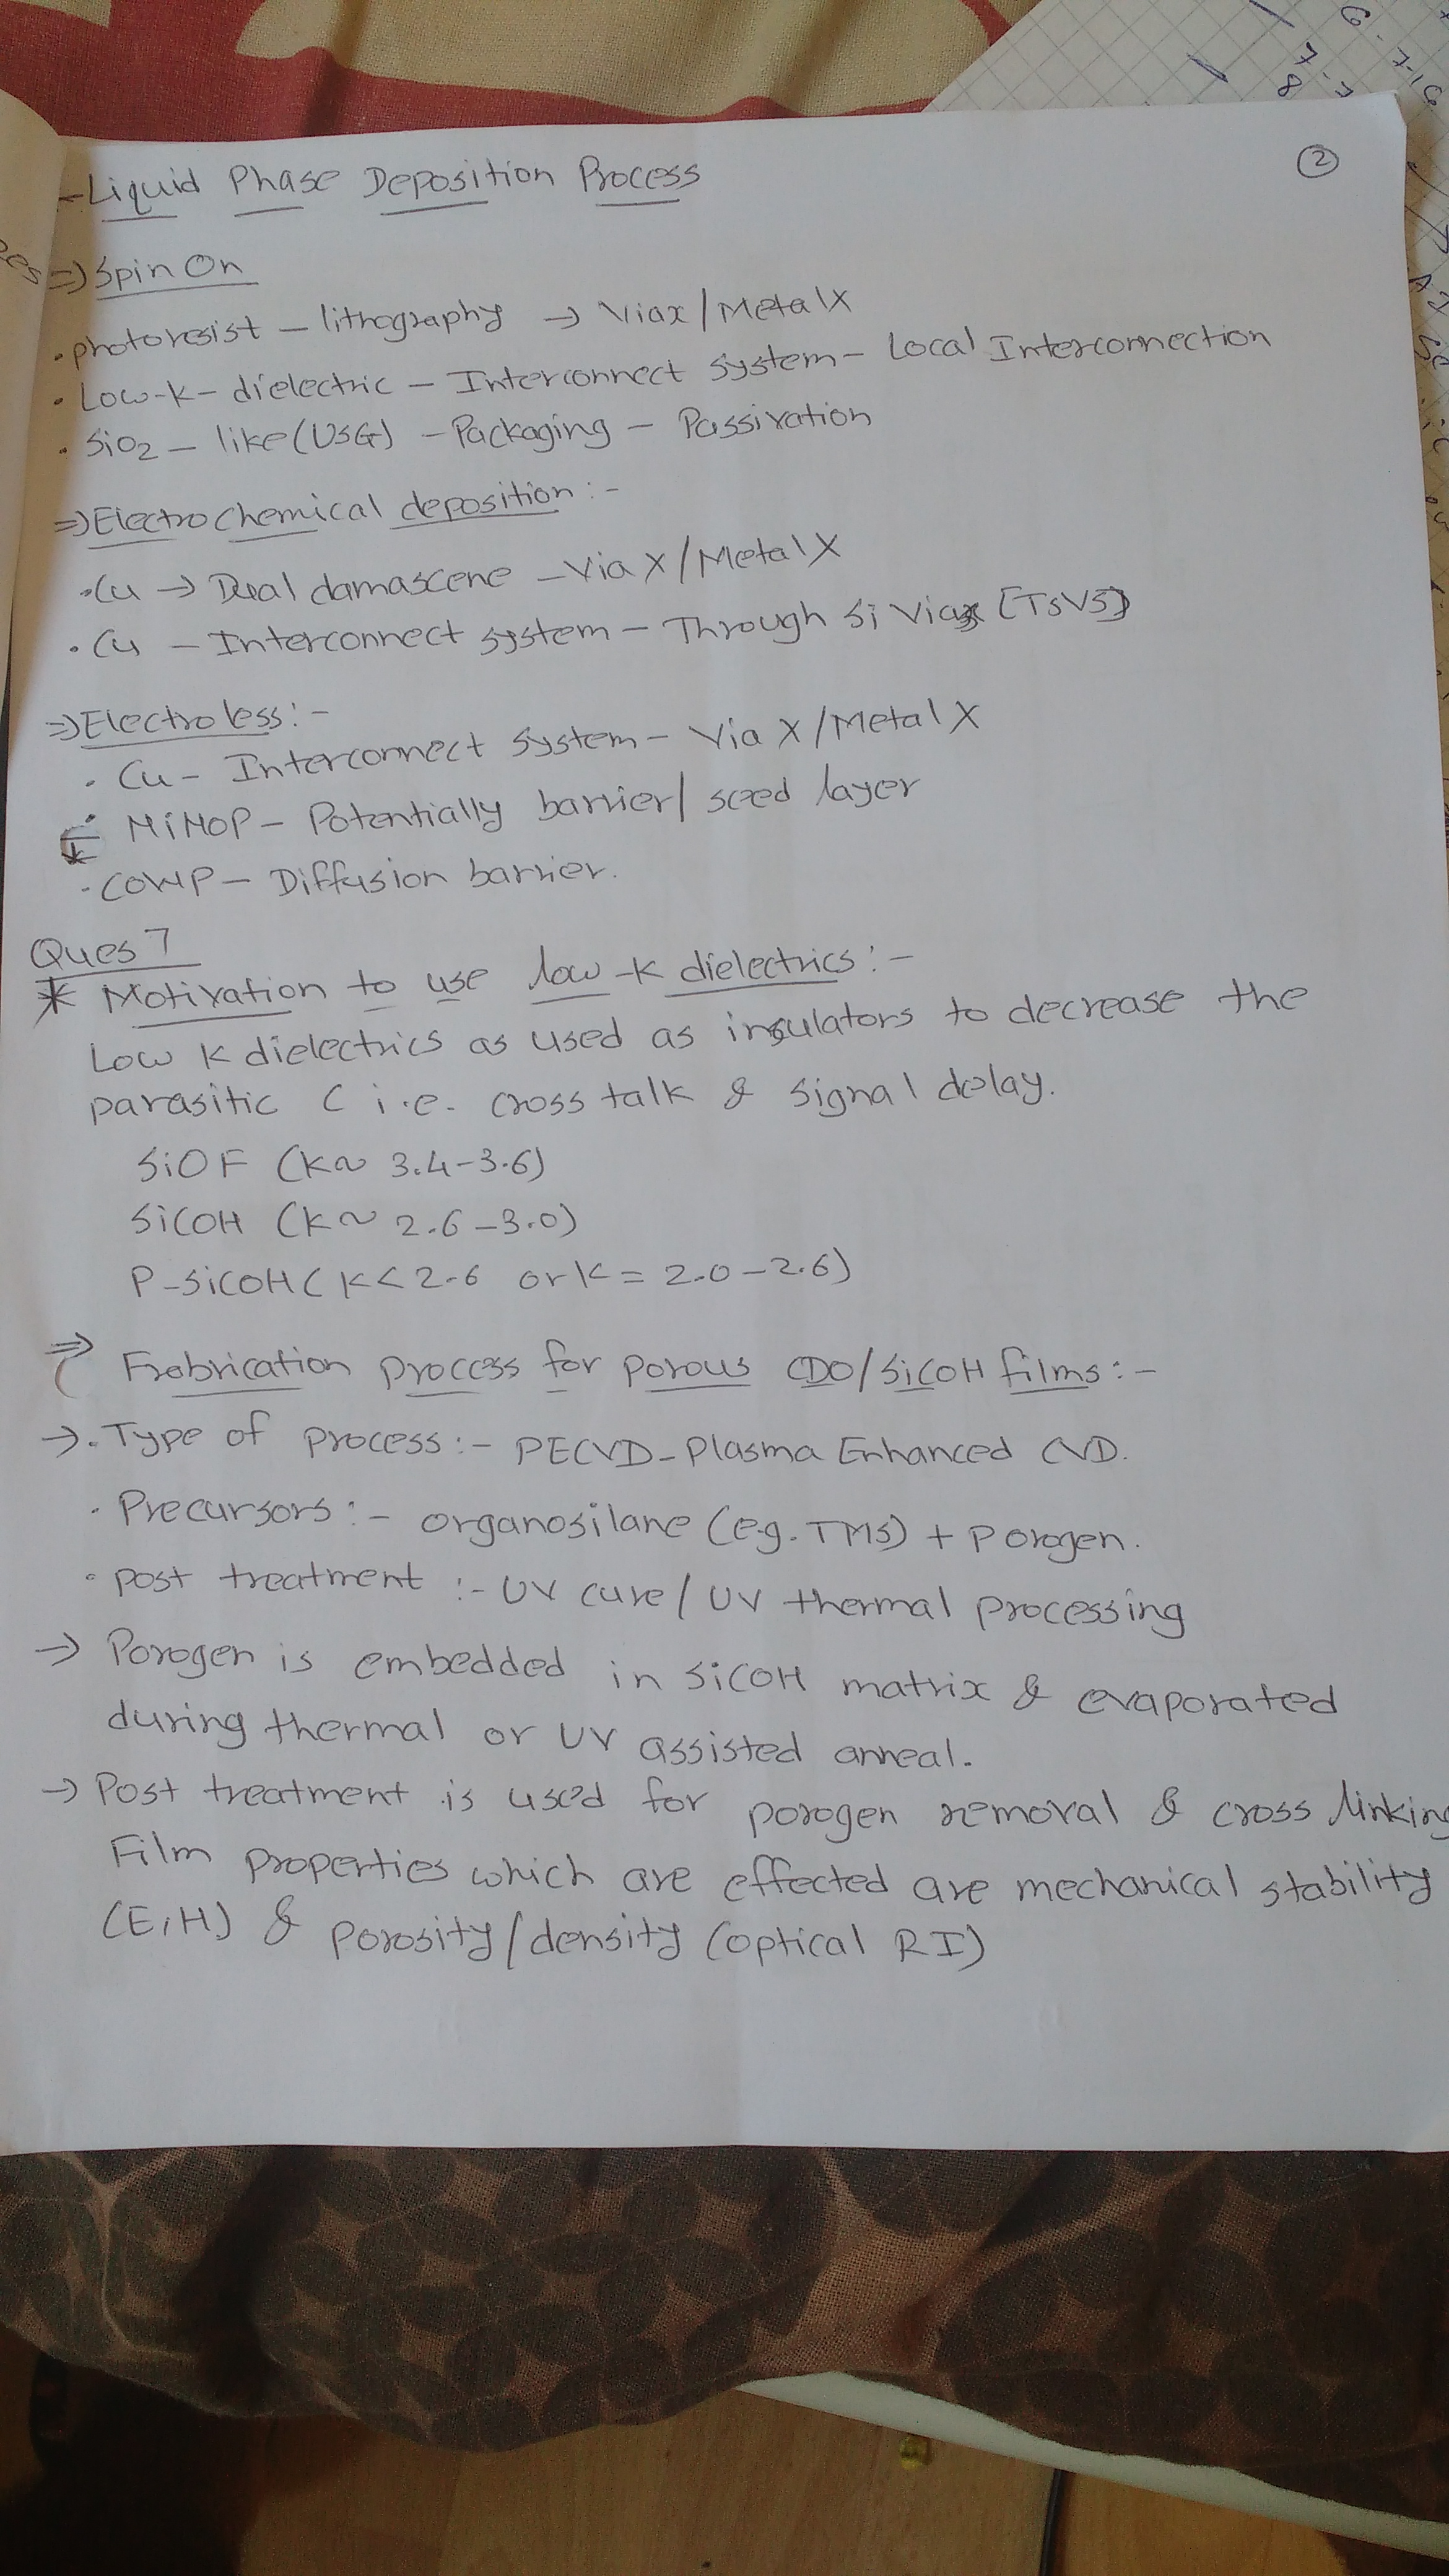 ②
- Liquid Phase Deposition Process
=> Spin On
• photoresist – lithography → Viax/MetalX
• Low-k-dielectric – Interconnect system – Local Interconnection
• SiO2 – like (USG) – Packaging – Passivation
=> Electrochemical deposition :-
• Cu → Dual damascene – Via X/Metal X
• Cu – Interconnect system – Through Si Vias [TSVS]
=> Electroless :-
• Cu – Interconnect system – Via X/Metal X
• NiMOP – Potentially barrier/ seed layer
• COWP – Diffusion barrier.
Ques 7
* Motivation to use low-k dielectrics :-
Low K dielectrics as used as insulators to decrease the
parasitic C i.e. cross talk & signal delay.
SiOF (K~ 3.4-3.6)
SiCOH (K~ 2.6-3.0)
P-SiCOH (K<2.6 or K = 2.0-2.6)
=> Fabrication process for porous CDO/SiCOH films :-
→ • Type of process :- PECVD - Plasma Enhanced CVD.
• Precursors :- organosilane (e.g. TMS) + Porogen.
• post treatment :- UV cure / UV thermal processing
→ Porogen is embedded in SiCOH matrix & evaporated
during thermal or UV assisted anneal.
→ Post treatment is used for porogen removal & cross linking
Film properties which are effected are mechanical stability
(E,H) & porosity/density (optical RI)